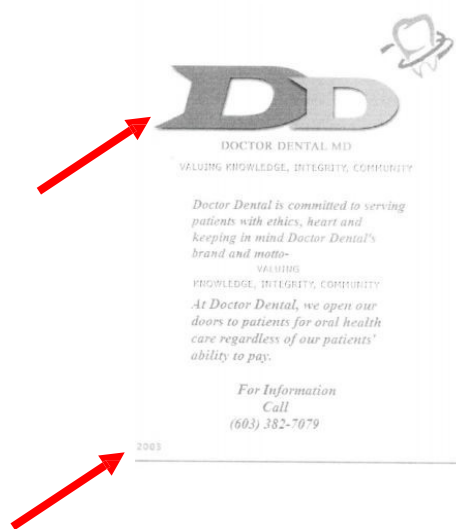 DD
DOCTOR DENTAL MD
VALUING KNOWLEDGE, INTEGRITY, COMMUNITY
Doctor Dental is committed to serving
patients with ethics, heart and
keeping in mind Doctor Dental's
brand and motto-
VALUING
KNOWLEDGE, INTEGRITY, COMMUNITY
At Doctor Dental, we open our
doors to patients for oral health
care regardless of our patients'
ability to pay.
For Information
Call
(603) 382-7079
2003